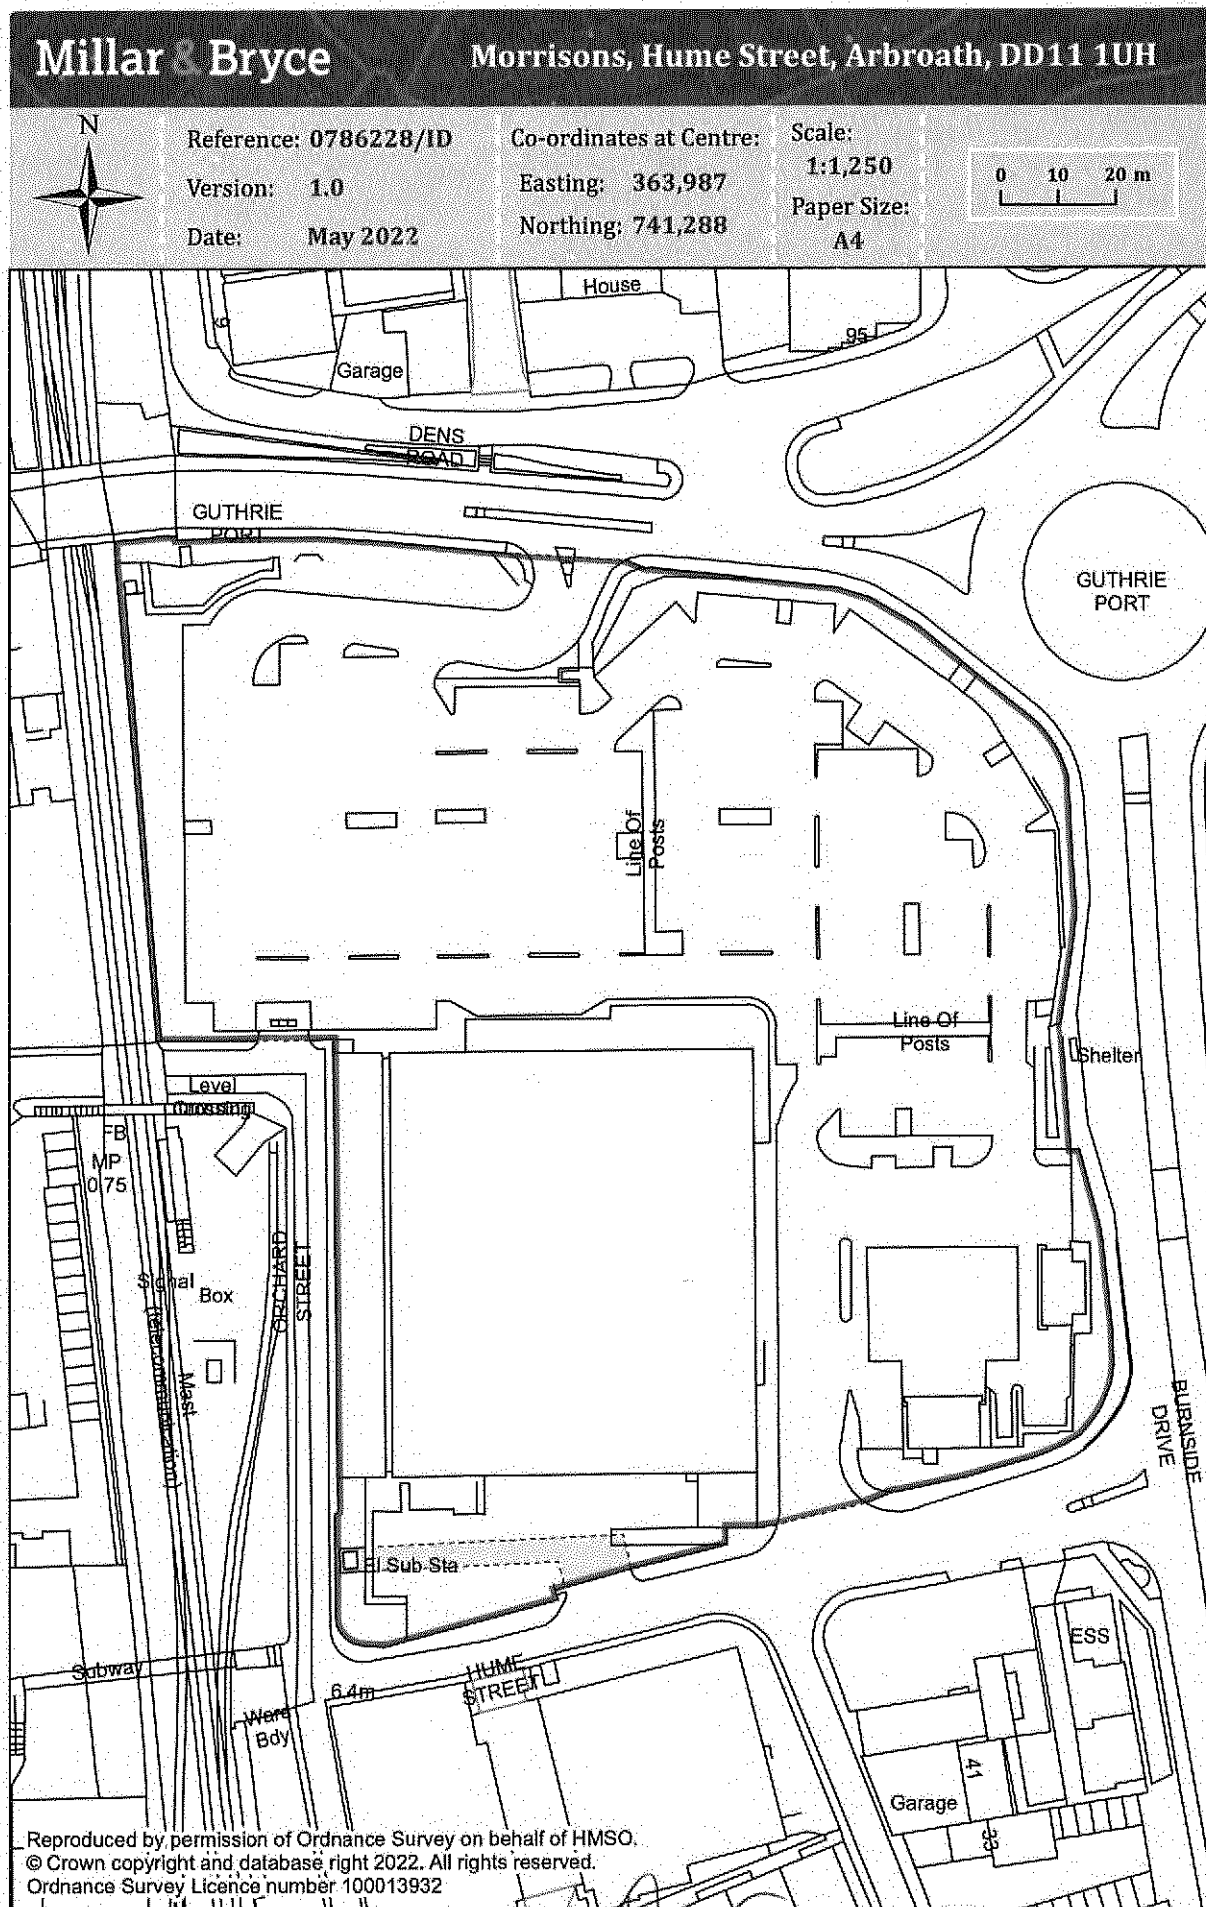 Millar & Bryce
Morrisons, Hume Street, Arbroath, DD11 1UH
N
Reference: 0786228/ID
Version: 1.0
Date: May 2022
Co-ordinates at Centre:
Easting: 363,987
Northing: 741,288
Scale:
1:1,250
Paper Size:
A4
0 10 20 m
House
9
95
Garage
DENS
ROAD
GUTHRIE
PORT
GUTHRIE
PORT
Line Of
Posts
Line Of
Posts
Shelter
Level
Crossing
FB
MP
0.75
ORCHARD
STREET
Signal
Box
Mast
(telecommunication)
BURNSIDE
DRIVE
El Sub Sta
ESS
Subway
HUME
STREET
6.4m
Ward
Bdy
41
Garage
33
Reproduced by permission of Ordnance Survey on behalf of HMSO.
© Crown copyright and database right 2022. All rights reserved.
Ordnance Survey Licence number 100013932